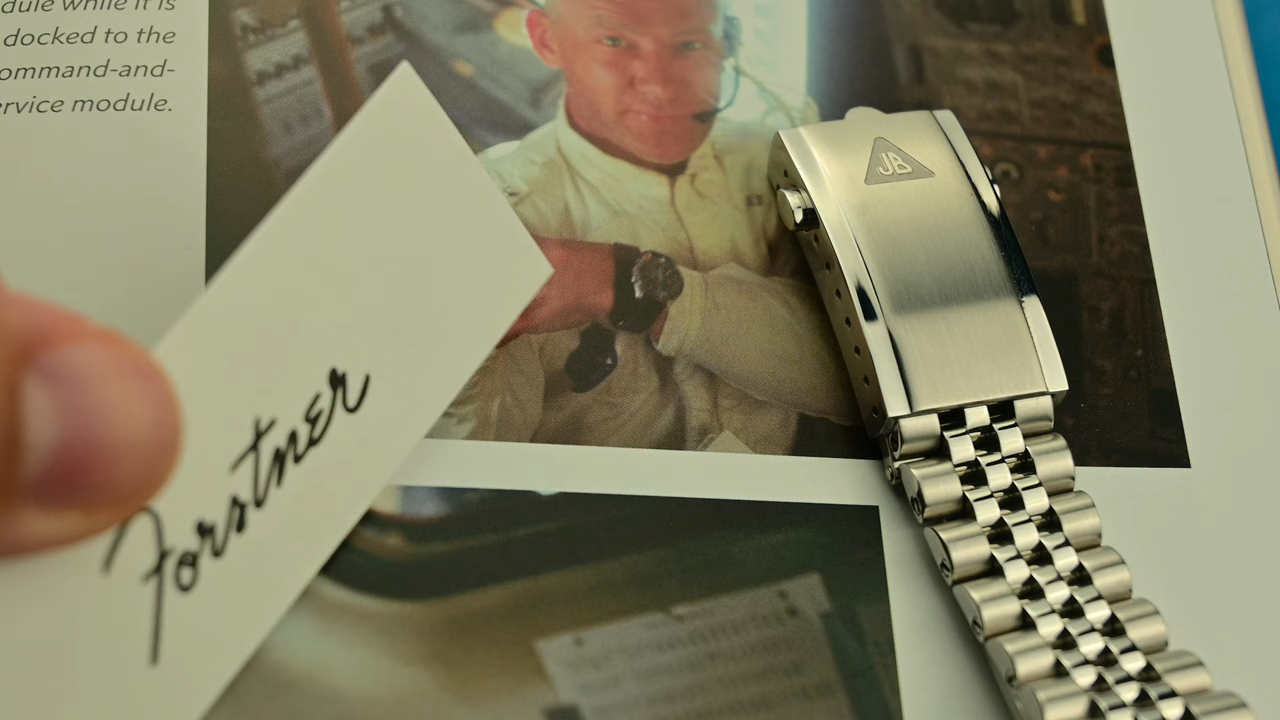 dule while it is
docked to the
ommand-and-
ervice module.
JB
Forstner